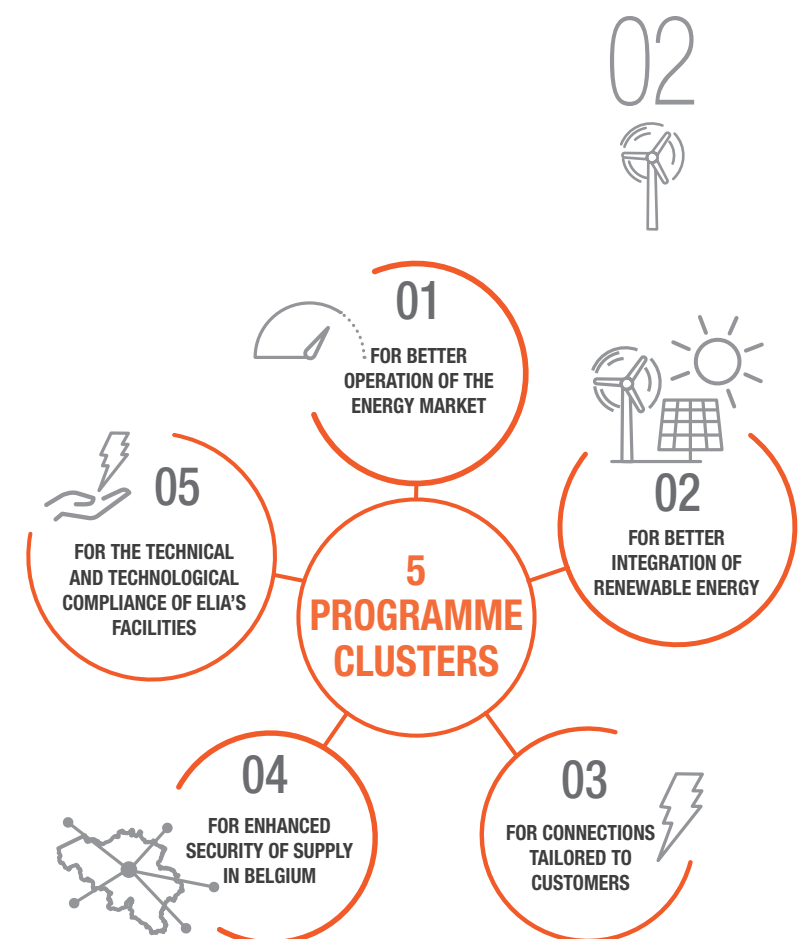 02
01
FOR BETTER
OPERATION OF THE
ENERGY MARKET
02
FOR BETTER
INTEGRATION OF
RENEWABLE ENERGY
05
FOR THE TECHNICAL
AND TECHNOLOGICAL
COMPLIANCE OF ELIA'S
FACILITIES
5
PROGRAMME
CLUSTERS
04
FOR ENHANCED
SECURITY OF SUPPLY
IN BELGIUM
03
FOR CONNECTIONS
TAILORED TO
CUSTOMERS